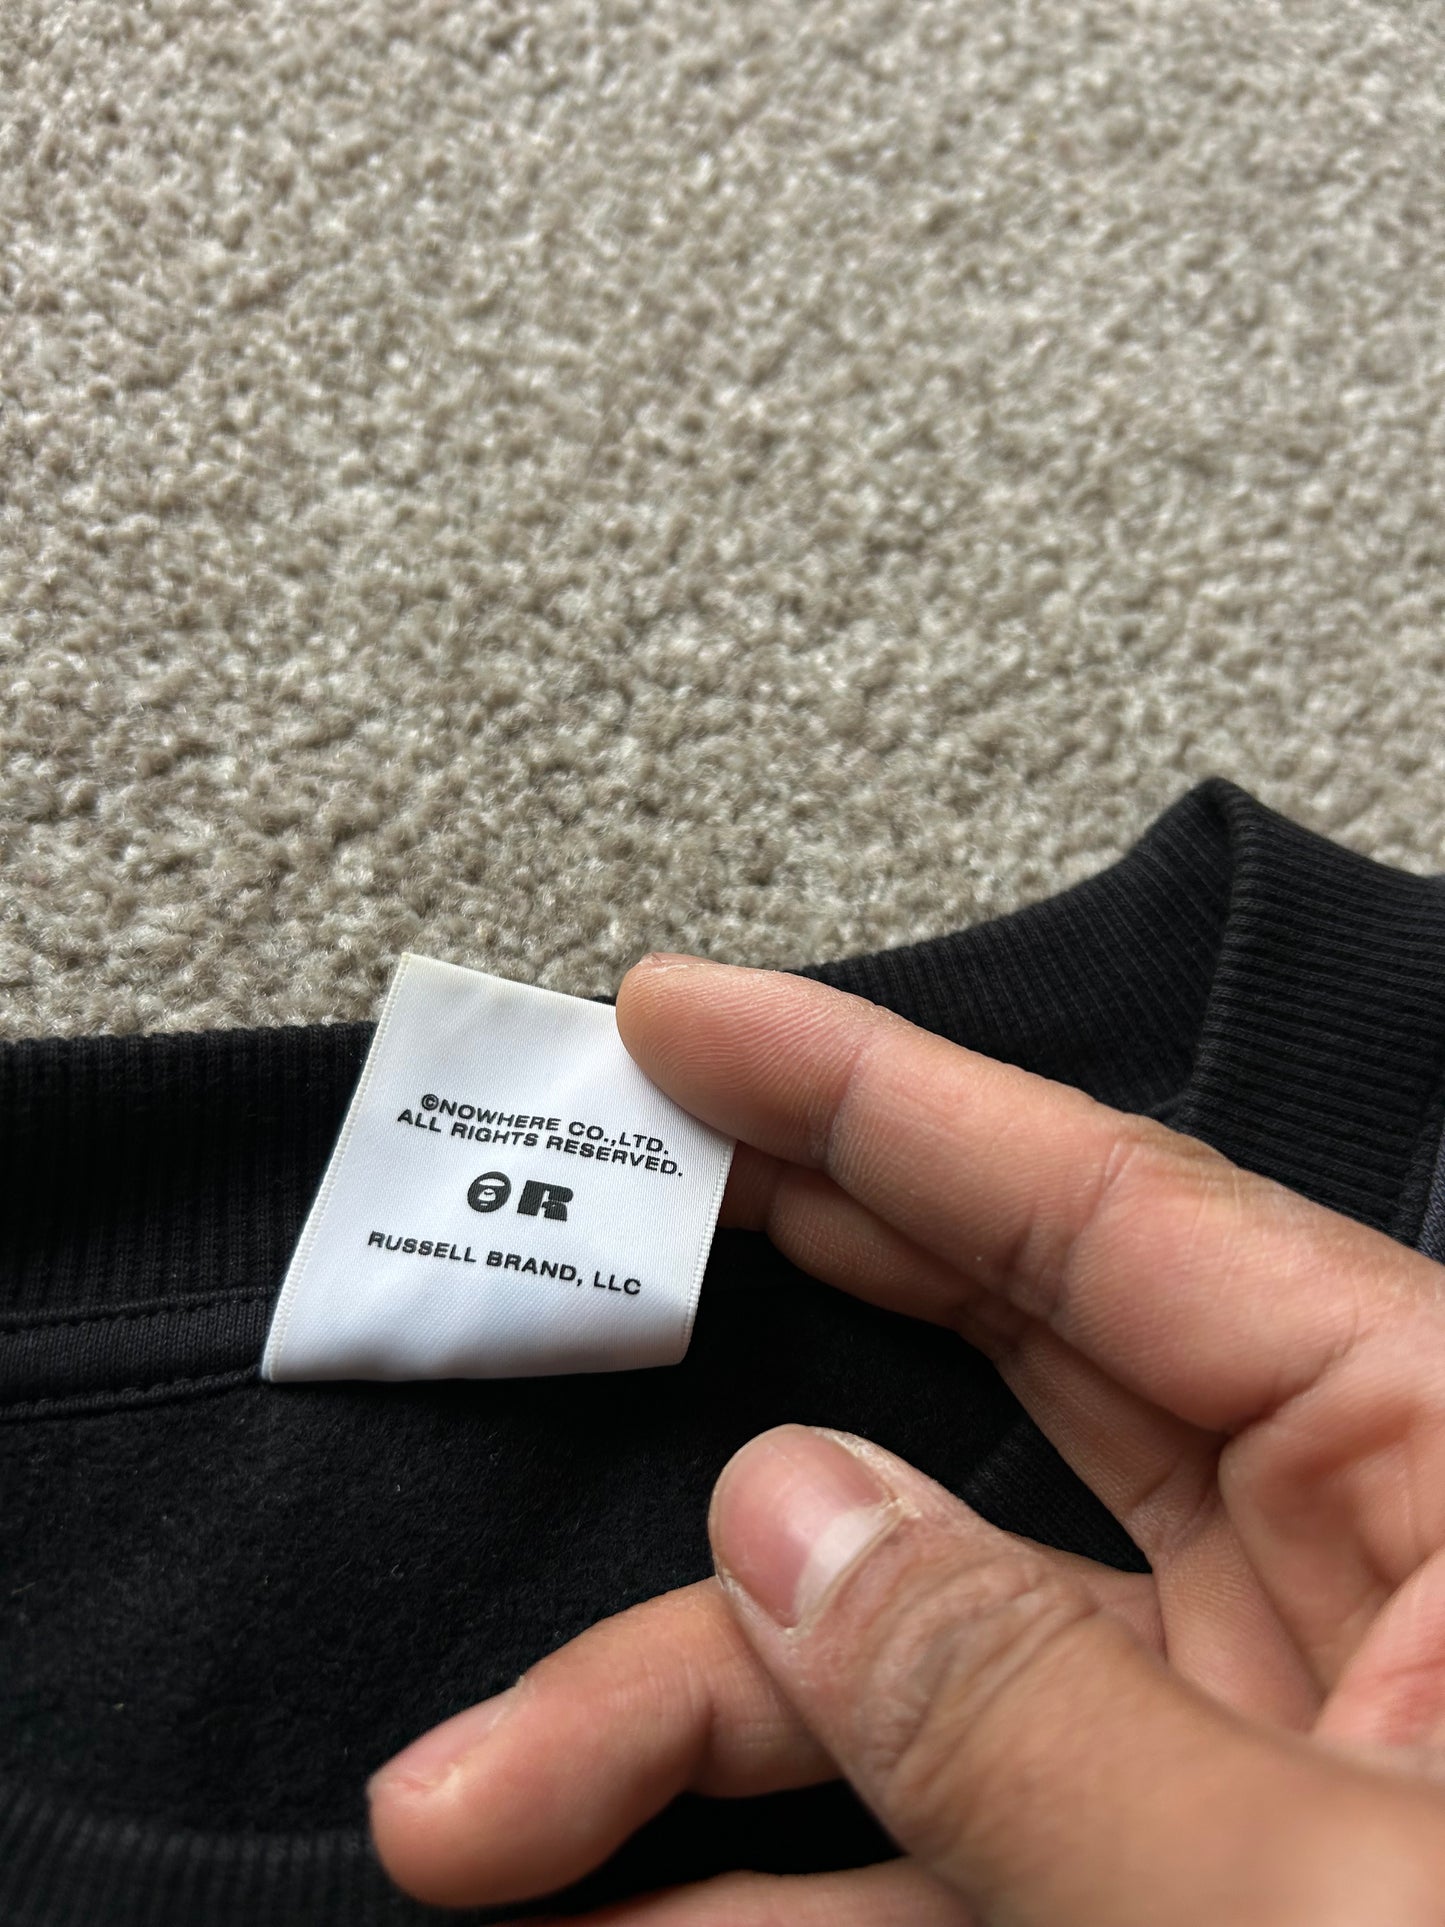 ©NOWHERE CO.,LTD.
ALL RIGHTS RESERVED.
R
RUSSELL BRAND, LLC